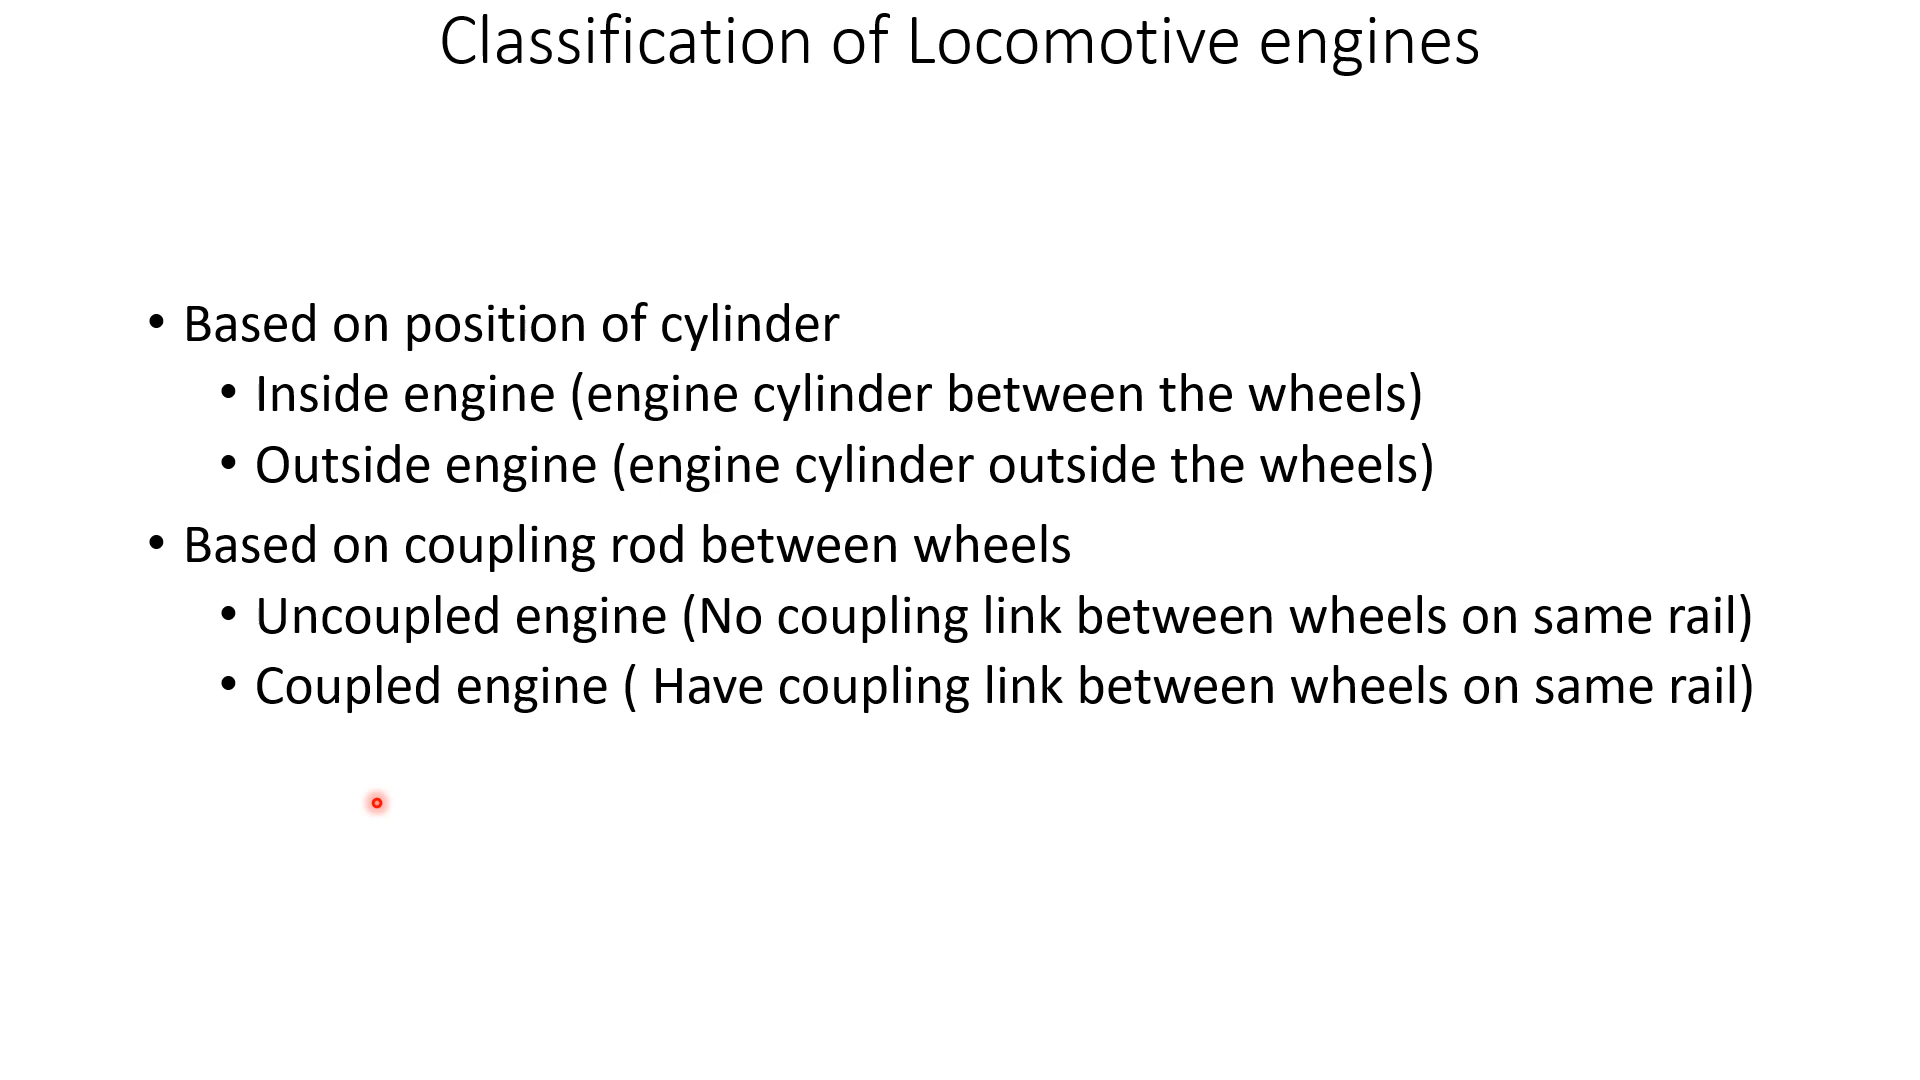 Classification of Locomotive engines
• Based on position of cylinder
• Inside engine (engine cylinder between the wheels)
• Outside engine (engine cylinder outside the wheels)
• Based on coupling rod between wheels
• Uncoupled engine (No coupling link between wheels on same rail)
• Coupled engine ( Have coupling link between wheels on same rail)